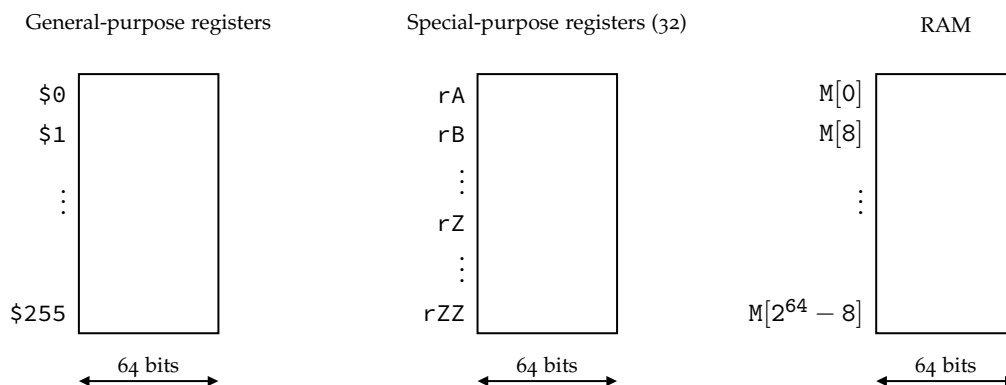 General-purpose registers
Special-purpose registers (32)
RAM
$0
rA
M[0]
$1
rB
M[8]
⋮
⋮
⋮
rZ
⋮
$255
rZZ
M[2⁶⁴ − 8]
64 bits
64 bits
64 bits